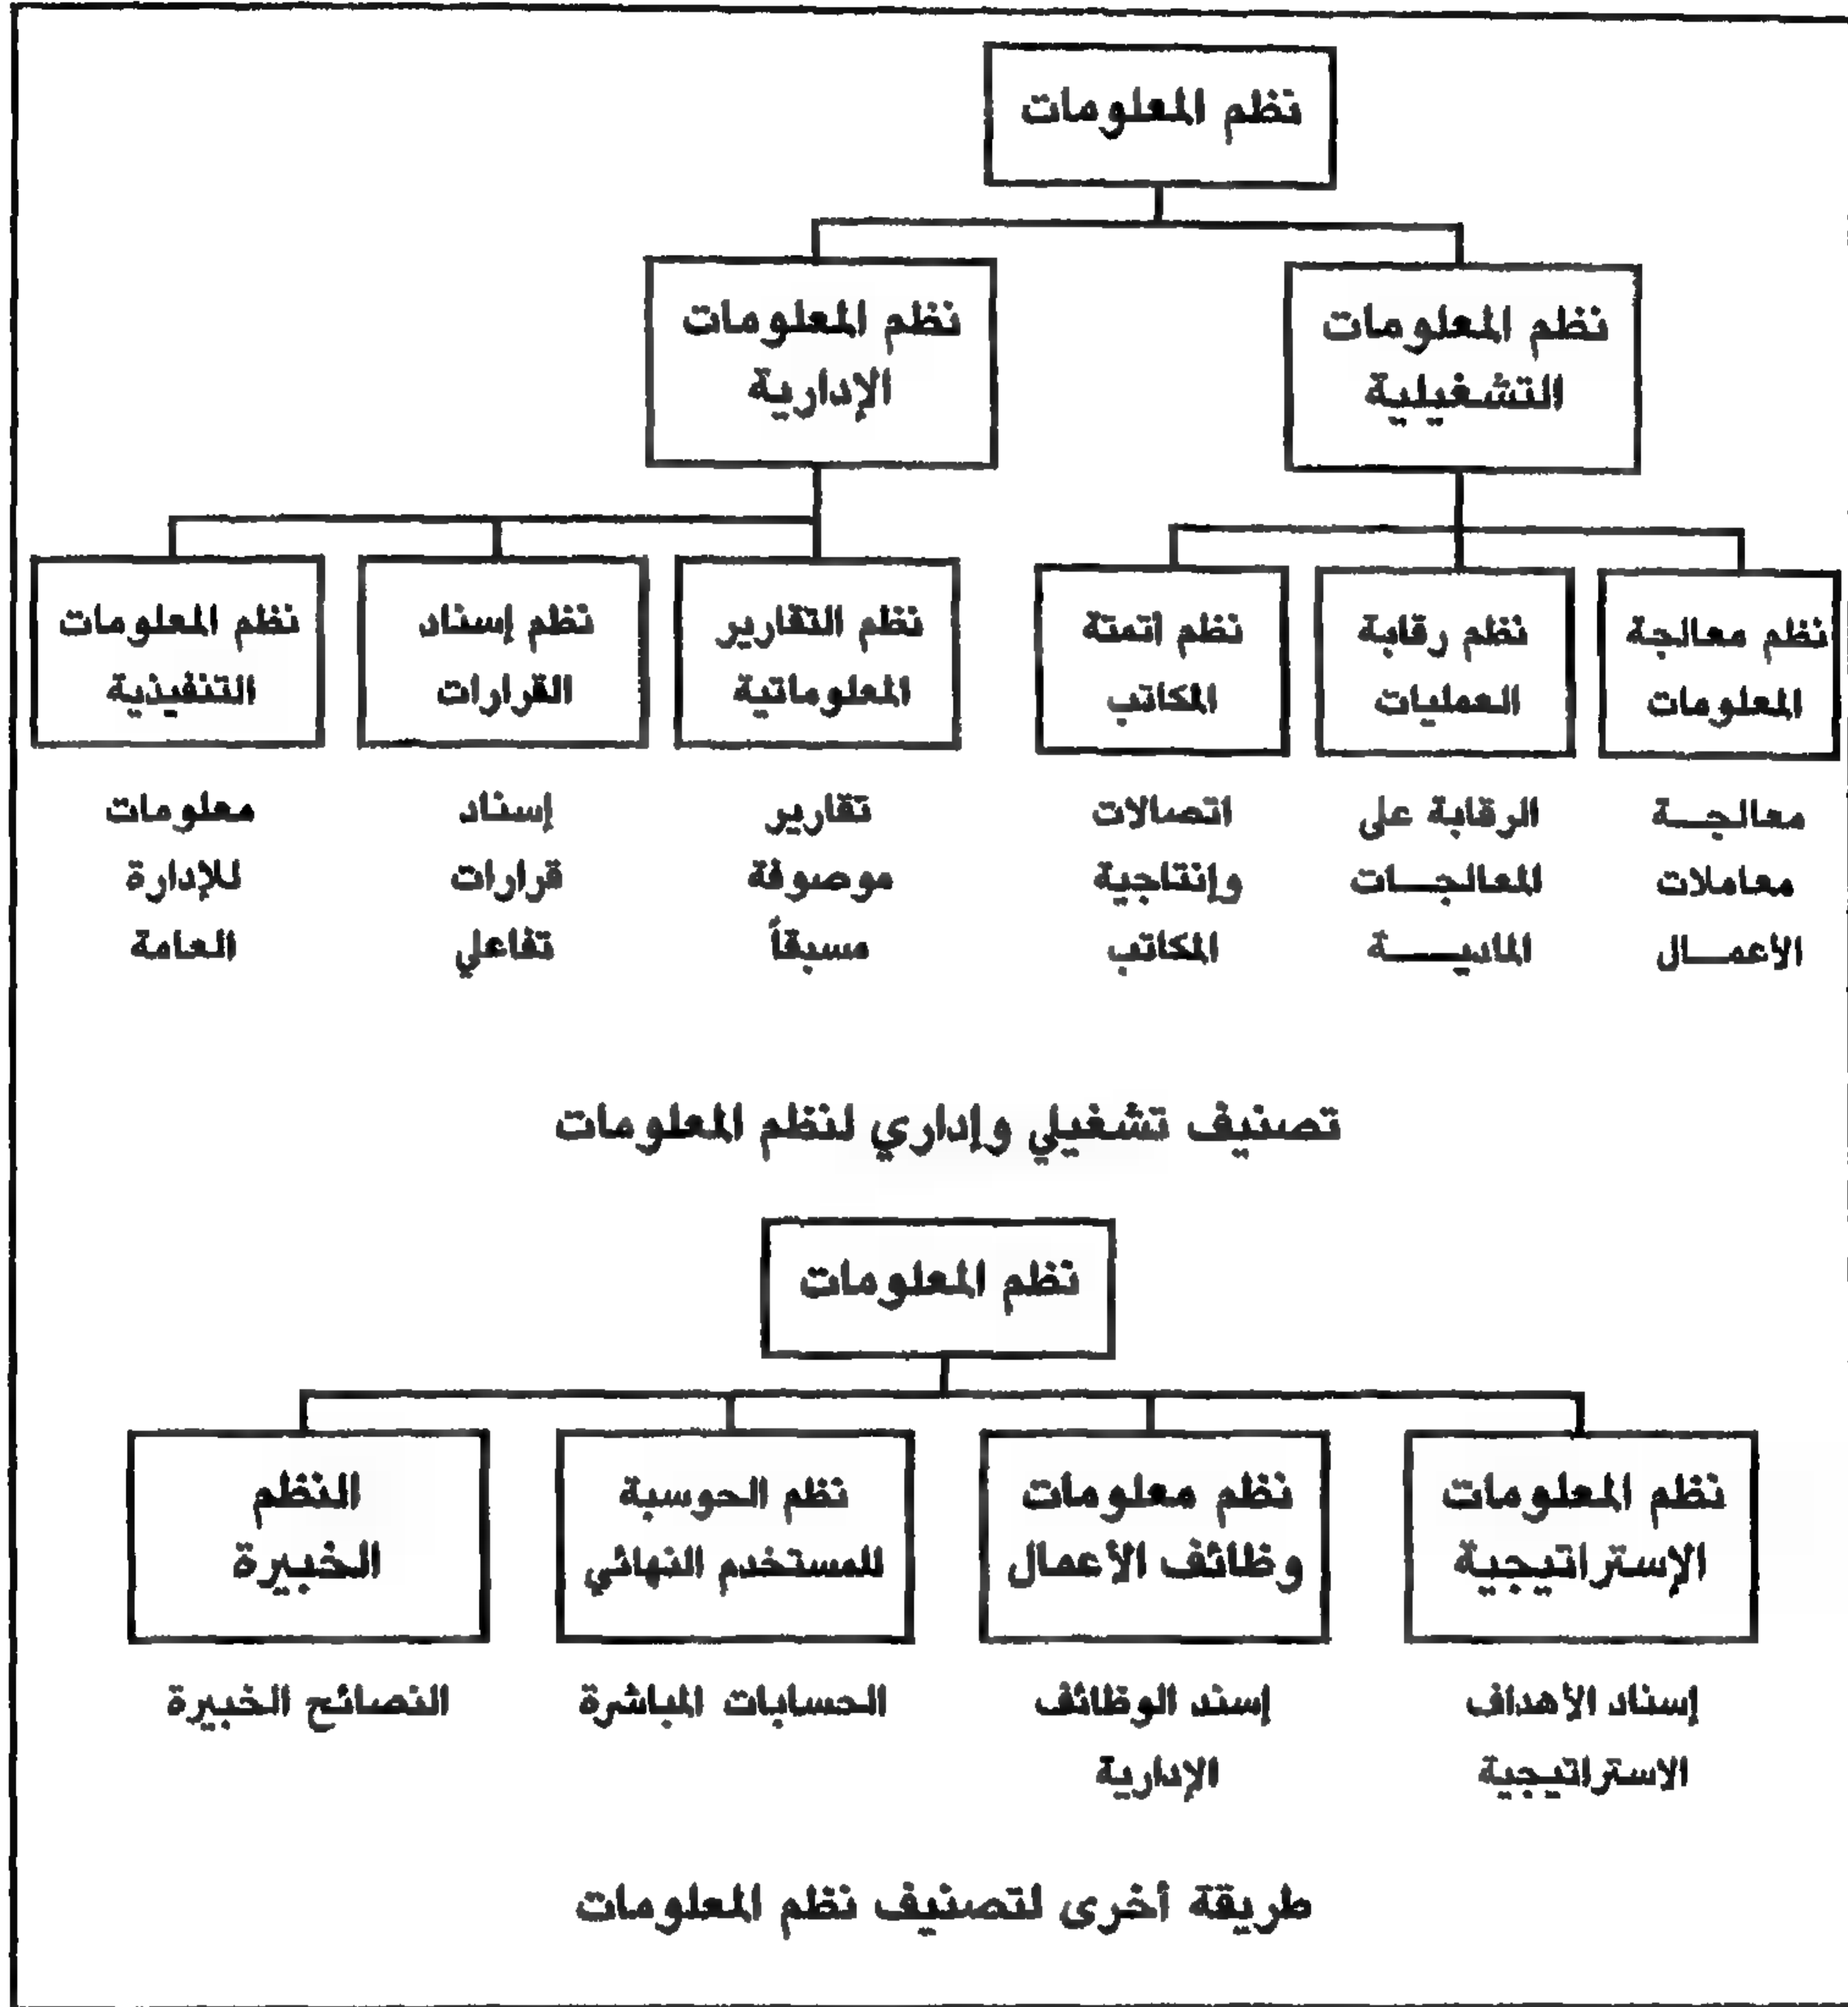 نظم المعلومات
نظم المعلومات
التشغيلية
نظم المعلومات
الإدارية
نظم معالجة
المعلومات
نظم رقابة
العمليات
نظم اتمتة
المكاتب
نظم التقارير
المعلوماتية
نظم إسناد
القرارات
نظم المعلومات
التنفيذية
معالجة
معاملات
الأعمال
الرقابة على
المعالجات
المادية
اتصالات
وإنتاجية
المكاتب
تقارير
موصوفة
مسبقاً
إسناد
قرارات
تفاعلي
معلومات
للإدارة
العامة
تصنيف تشغيلي وإداري لنظم المعلومات
نظم المعلومات
نظم المعلومات
الإستراتيجية
نظم معلومات
وظائف الأعمال
نظم الحوسبة
للمستخدم النهائي
النظم
الخبيرة
إسناد الأهداف
الاستراتيجية
إسند الوظائف
الإدارية
الحسابات المباشرة
النصائح الخبيرة
طريقة أخرى لتصنيف نظم المعلومات